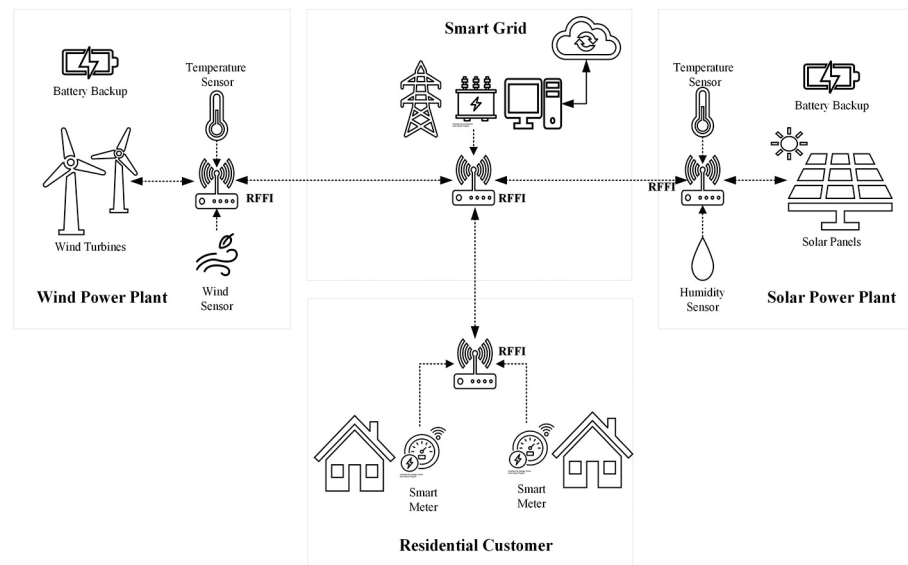 Smart Grid
Battery Backup
Temperature
Sensor
RFFI
Wind Turbines
Wind
Sensor
Wind Power Plant
RFFI
Temperature
Sensor
Battery Backup
RFFI
Solar Panels
Humidity
Sensor
Solar Power Plant
RFFI
Smart
Meter
Smart
Meter
Residential Customer